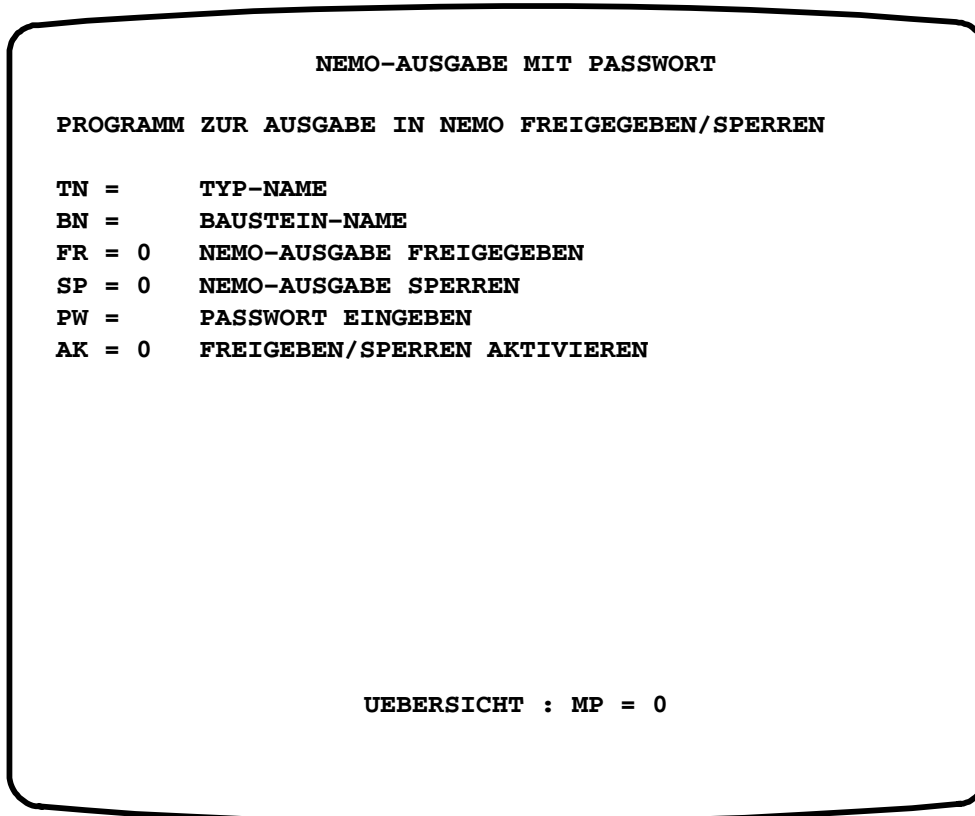 NEMO-AUSGABE MIT PASSWORT
PROGRAMM ZUR AUSGABE IN NEMO FREIGEGEBEN/SPERREN
TN = TYP-NAME
BN = BAUSTEIN-NAME
FR = 0 NEMO-AUSGABE FREIGEGEBEN
SP = 0 NEMO-AUSGABE SPERREN
PW = PASSWORT EINGEBEN
AK = 0 FREIGEBEN/SPERREN AKTIVIEREN
UEBERSICHT : MP = 0